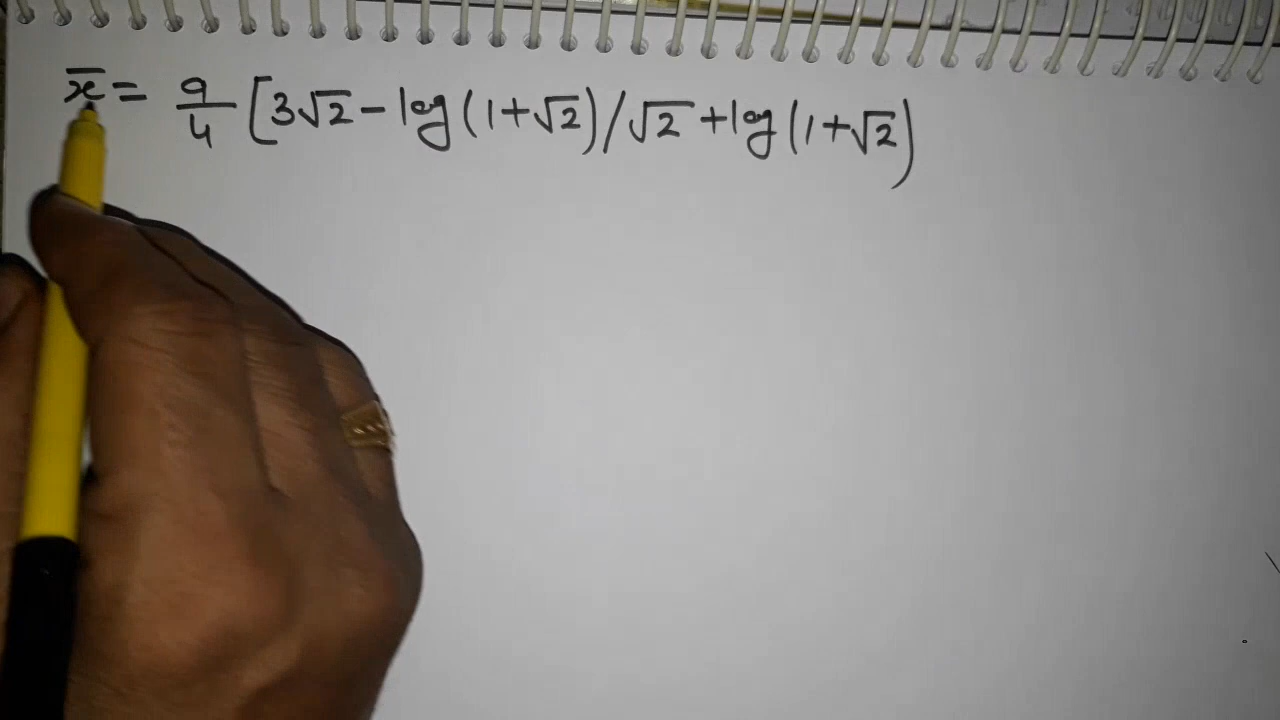 x̄ = a/4 [3√2 - log(1+√2)/√2 + log(1+√2)